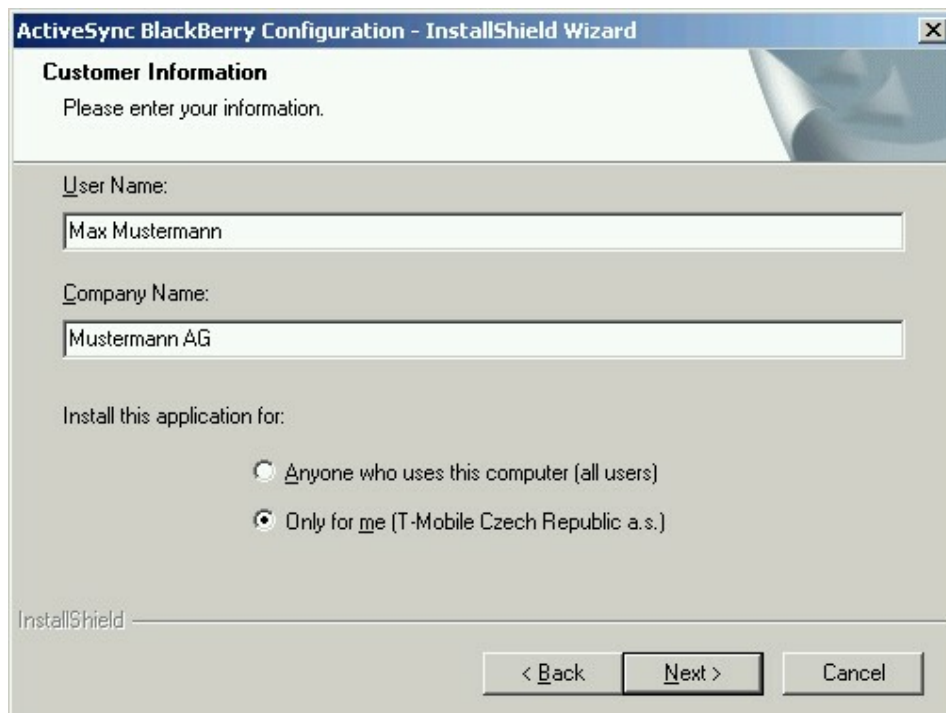 ActiveSync BlackBerry Configuration - InstallShield Wizard
Customer Information
Please enter your information.
User Name:
Max Mustermann
Company Name:
Mustermann AG
Install this application for:
Anyone who uses this computer (all users)
Only for me (T-Mobile Czech Republic a.s.)
InstallShield
< Back Next > Cancel